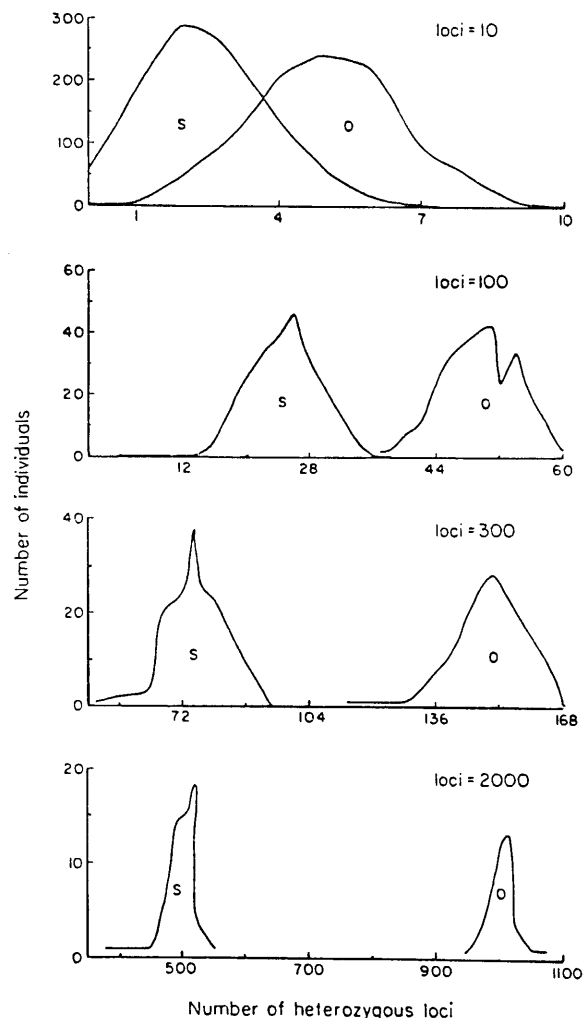 loci = 10
300
200
100
0
S
O
1
4
7
10
loci = 100
60
40
20
0
S
O
12
28
44
60
Number of individuals
loci = 300
40
20
0
S
O
72
104
136
168
loci = 2000
20
10
0
S
O
500
700
900
1100
Number of heterozygous loci